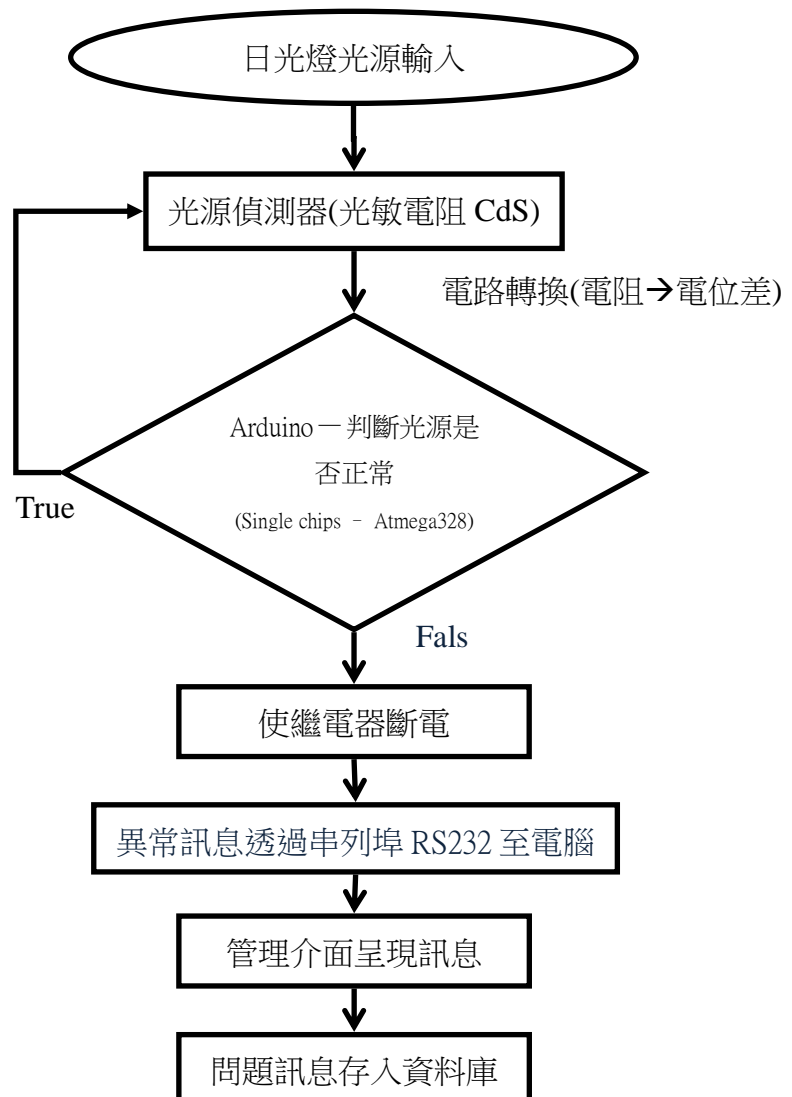 日光燈光源輸入
光源偵測器(光敏電阻 CdS)
電路轉換(電阻→電位差)
Arduino－判斷光源是
否正常
(Single chips – Atmega328)
True
Fals
使繼電器斷電
異常訊息透過串列埠 RS232 至電腦
管理介面呈現訊息
問題訊息存入資料庫